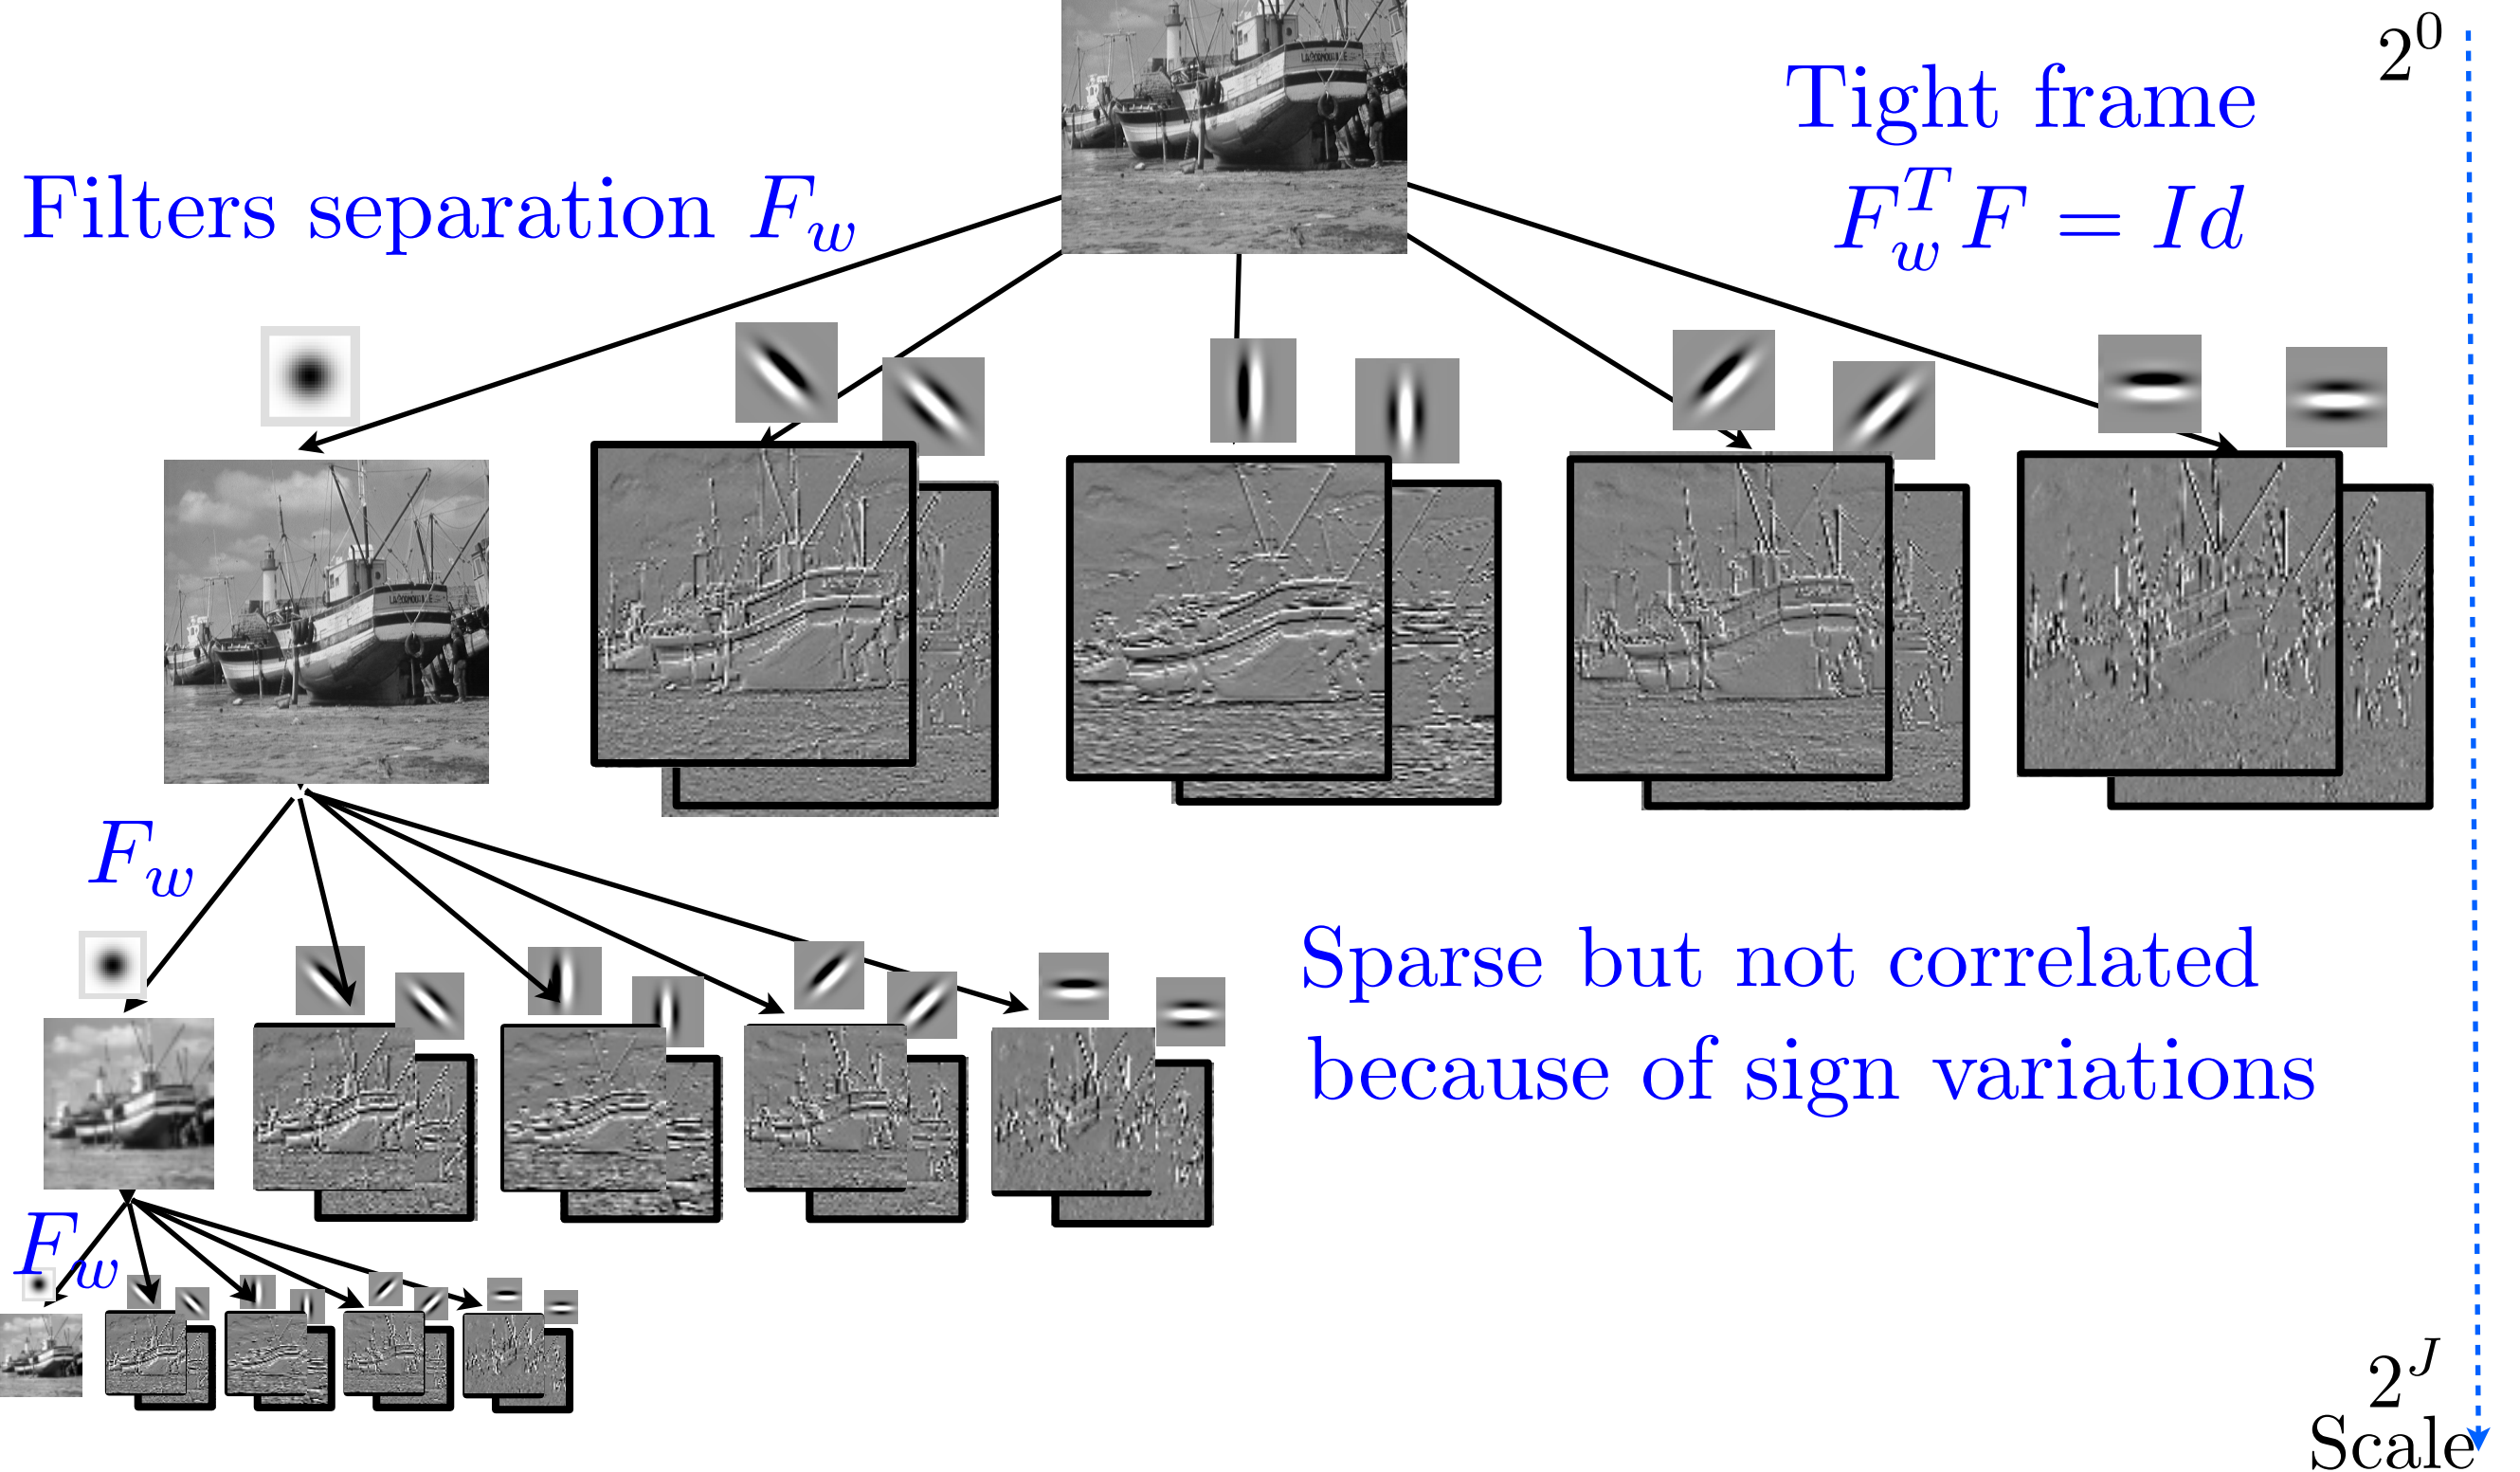 2^0
Tight frame
Filters separation F_w
F_w^T F = Id
F_w
Sparse but not correlated
because of sign variations
F_w
2^J
Scale